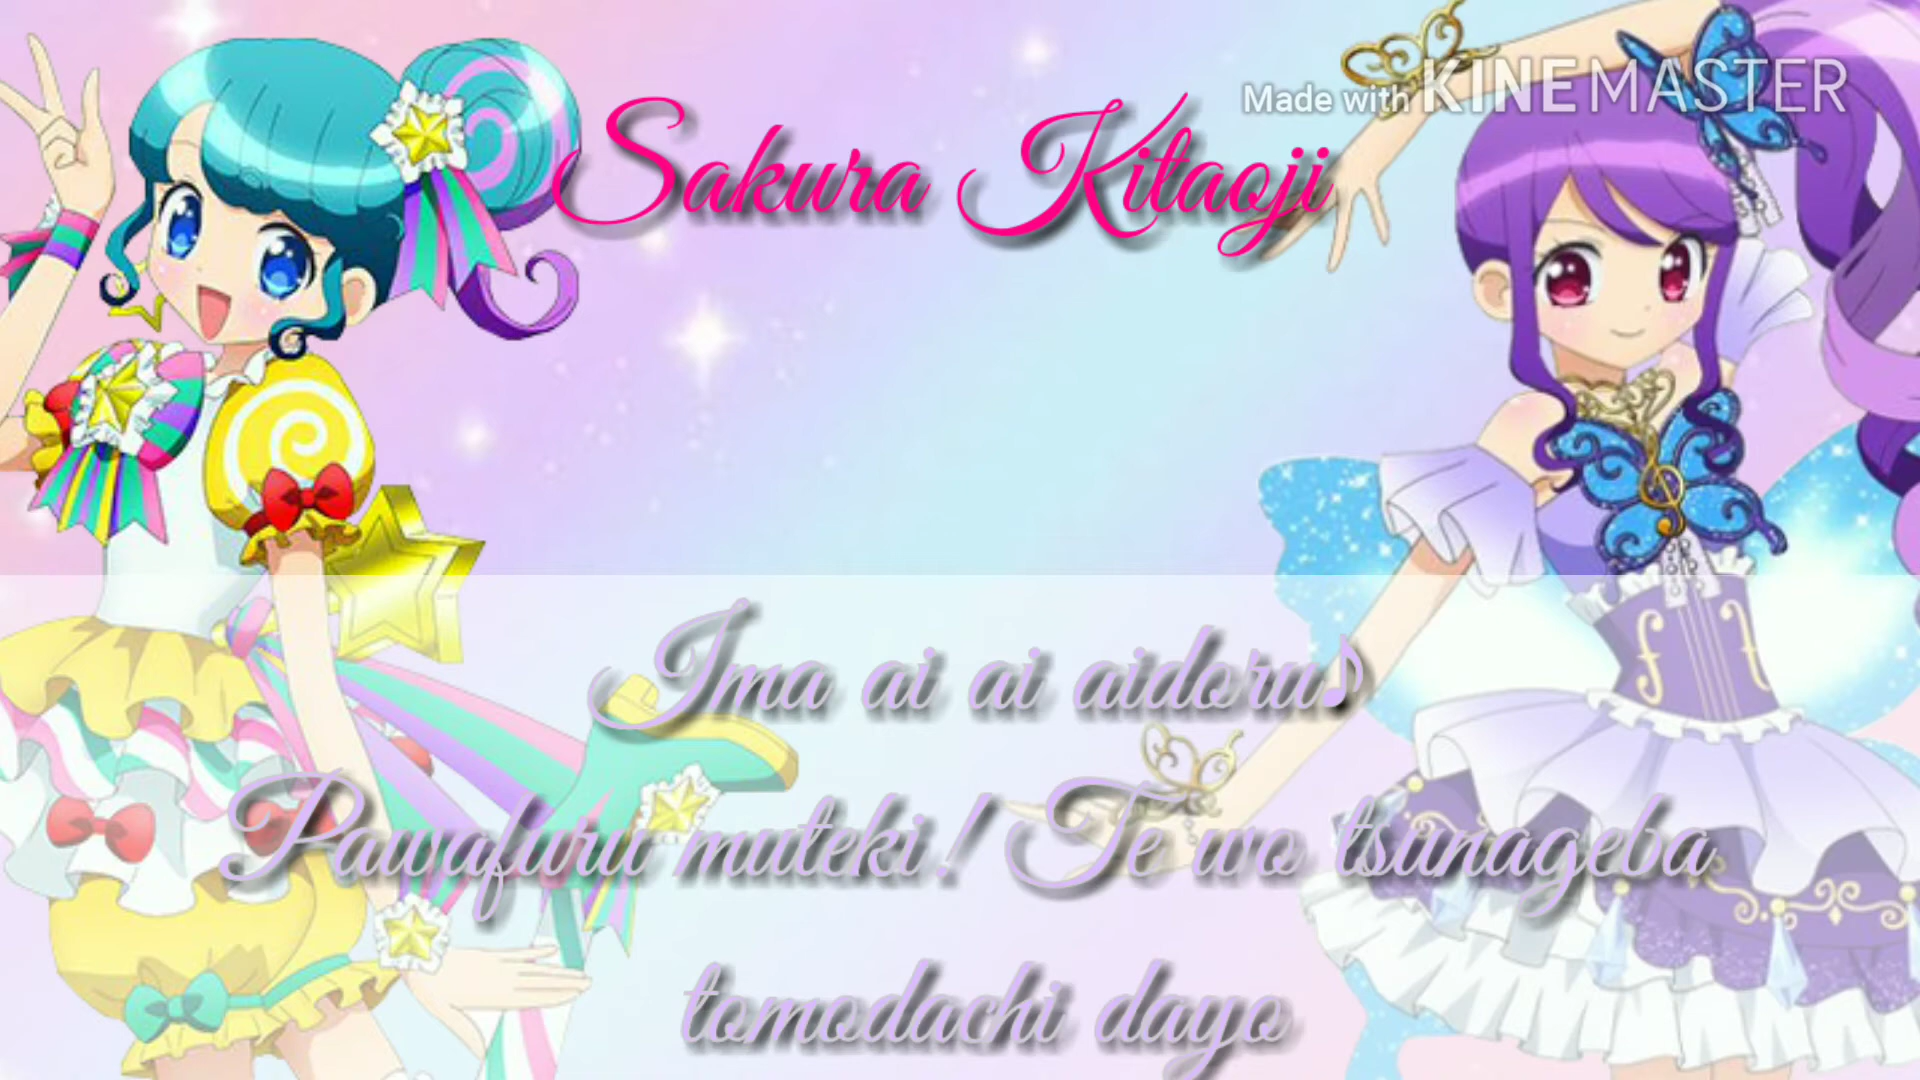 Made with KINEMASTER
Sakura Kitaoji
Ima ai ai aidoru♪
Pawafuru muteki! Te wo tsunageba
tomodachi dayo